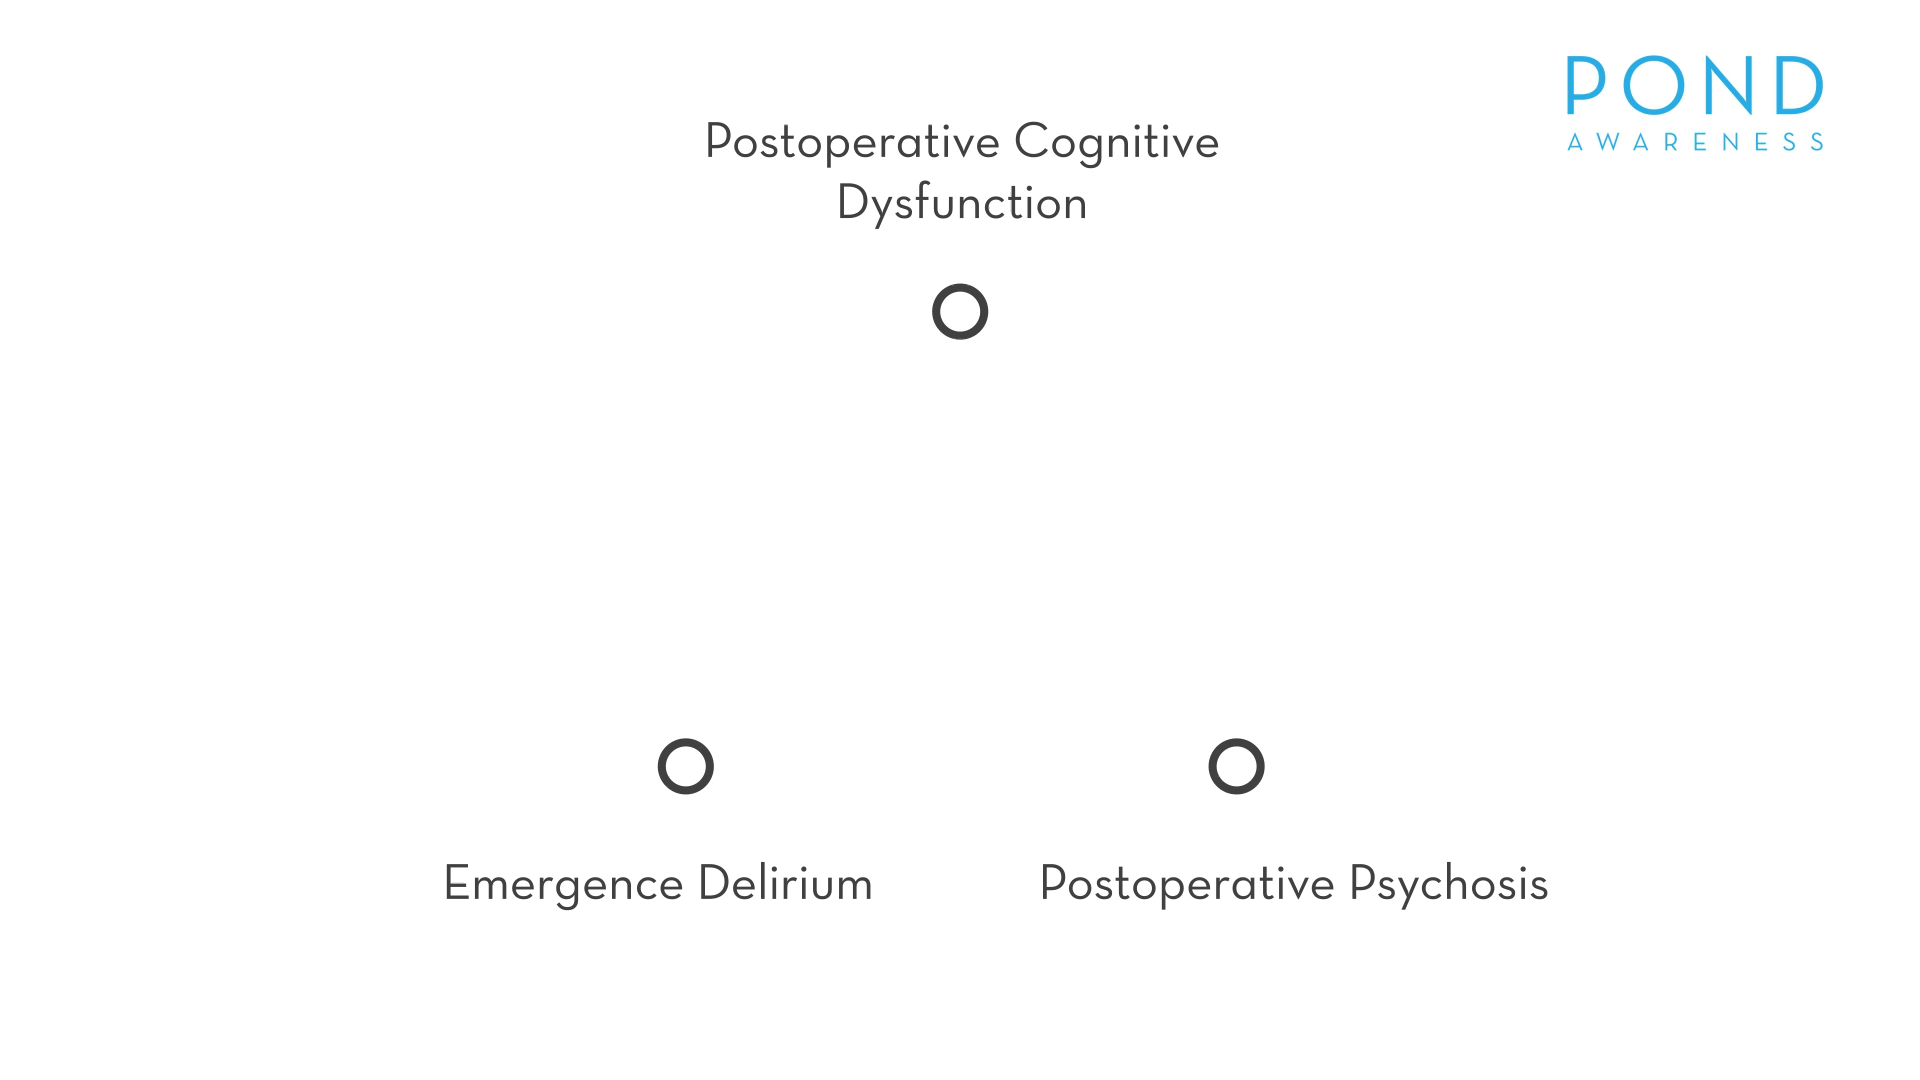 POND
AWARENESS
Postoperative Cognitive
Dysfunction
Emergence Delirium
Postoperative Psychosis